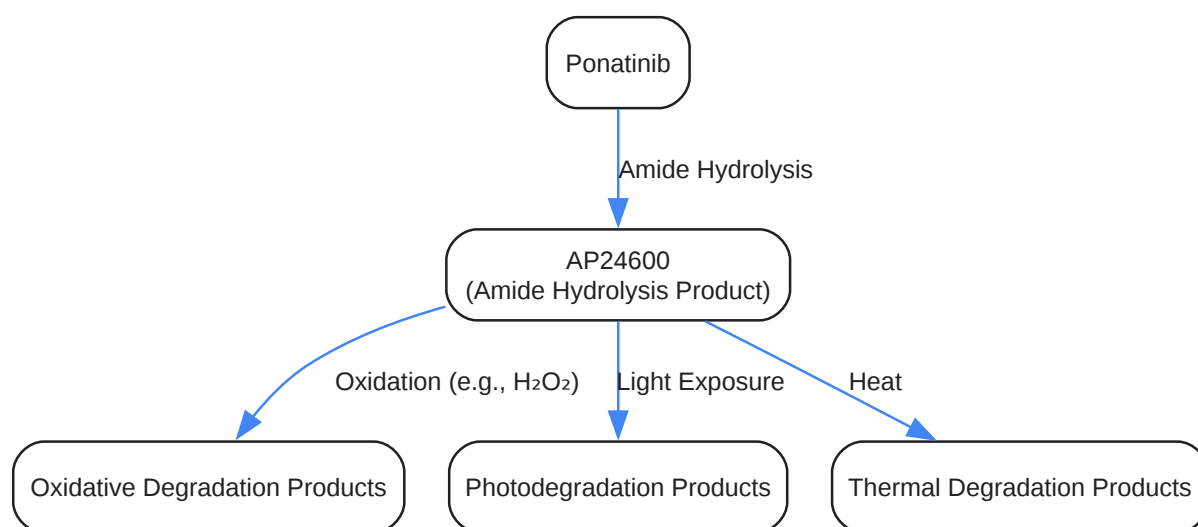 Ponatinib
Amide Hydrolysis
AP24600
(Amide Hydrolysis Product)
Oxidation (e.g., H₂O₂)
Light Exposure
Heat
Oxidative Degradation Products
Photodegradation Products
Thermal Degradation Products